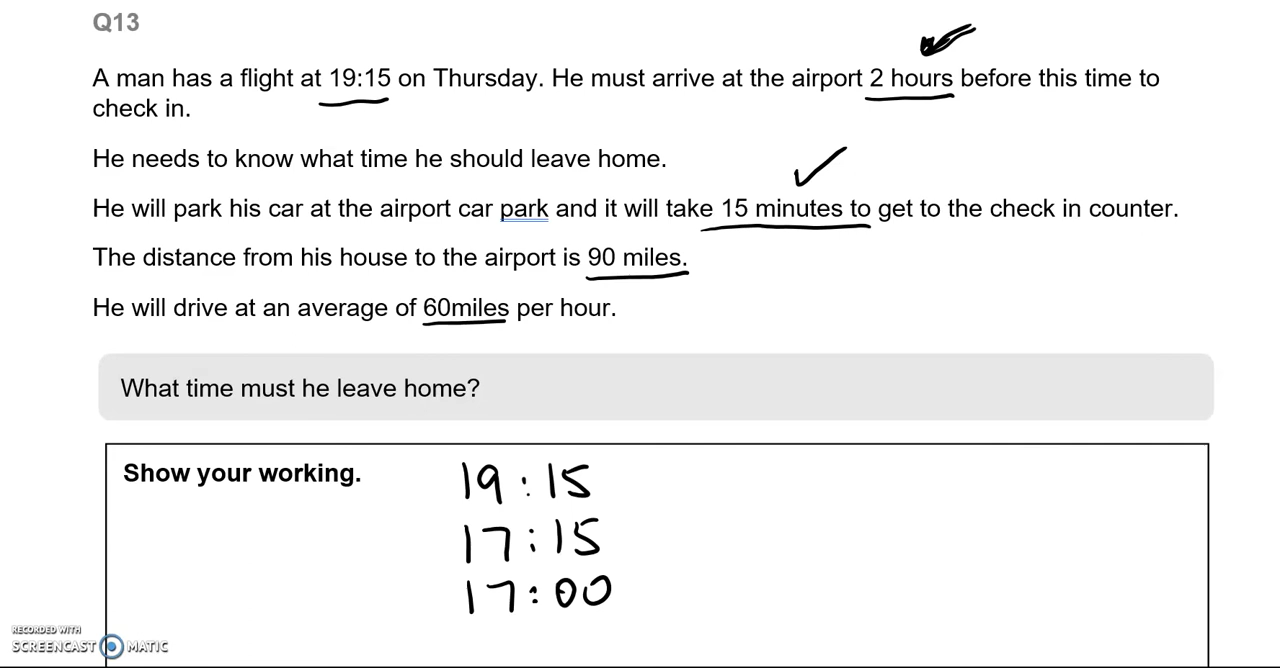 Q13
A man has a flight at 19:15 on Thursday. He must arrive at the airport 2 hours before this time to
check in.
He needs to know what time he should leave home.
He will park his car at the airport car park and it will take 15 minutes to get to the check in counter.
The distance from his house to the airport is 90 miles.
He will drive at an average of 60miles per hour.
What time must he leave home?
Show your working.
19:15
17:15
17:00
RECORDED WITH
SCREENCAST MATIC